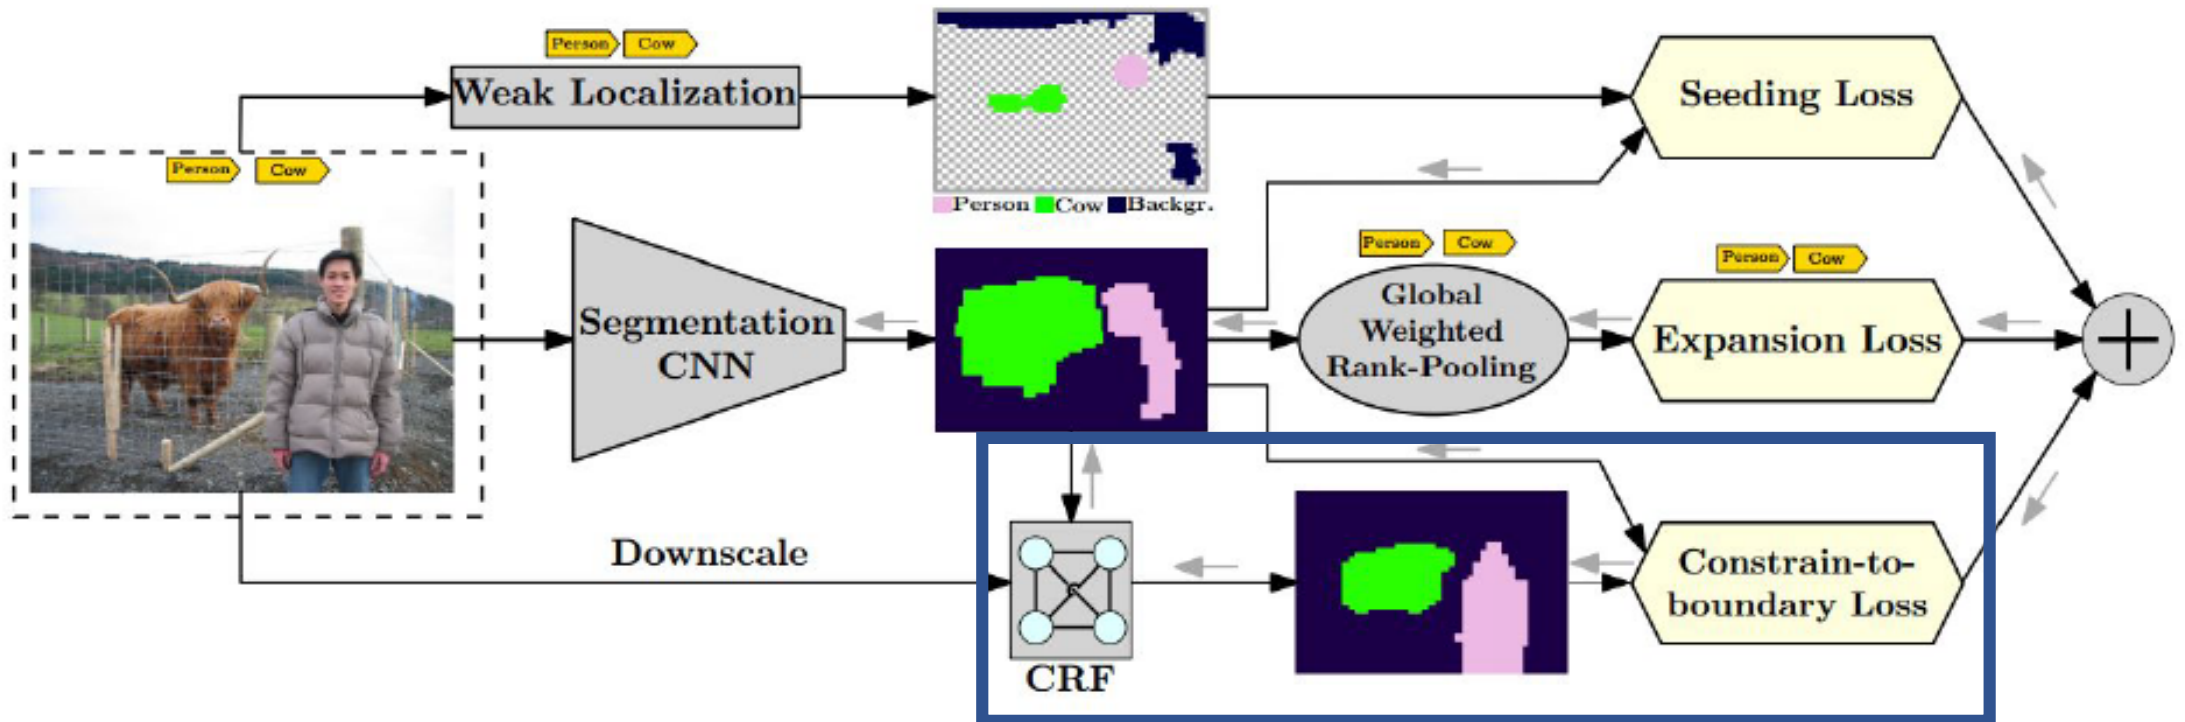 Person Cow
Weak Localization
Person Cow
Person Cow Backgr.
Seeding Loss
Segmentation
CNN
Person Cow
Global
Weighted
Rank-Pooling
Person Cow
Expansion Loss
Downscale
CRF
Constrain-to-
boundary Loss